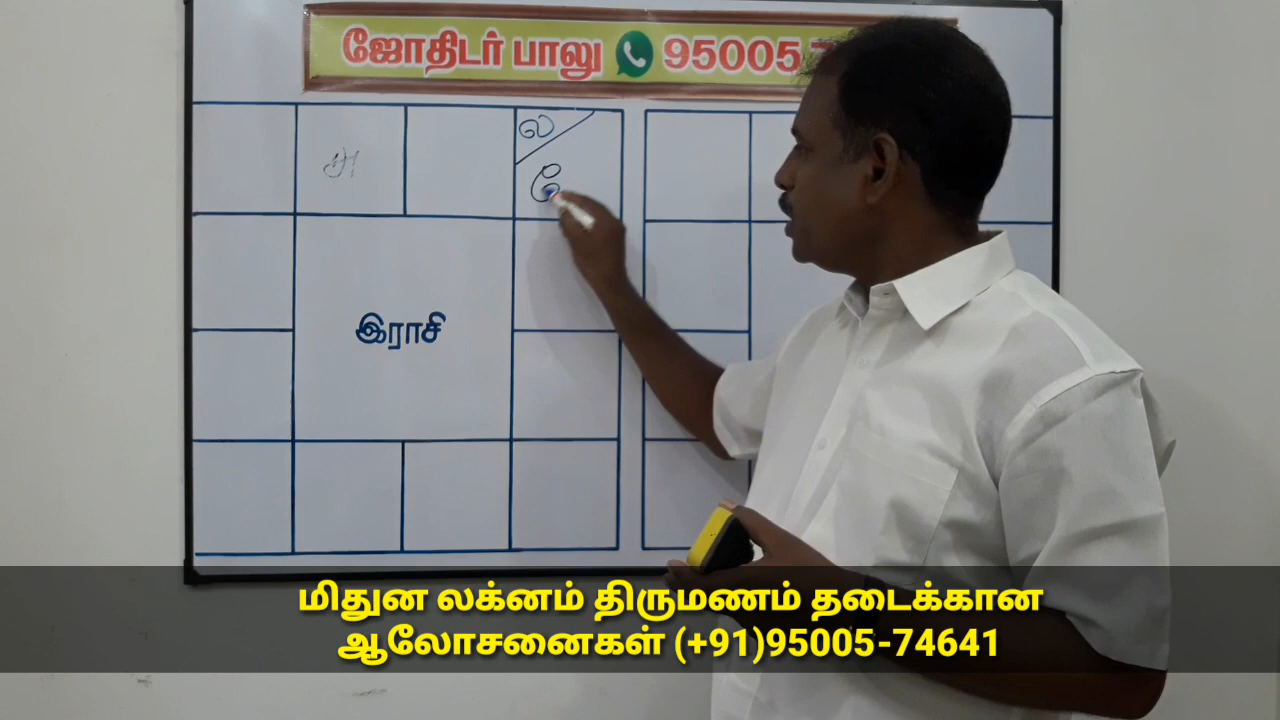 ஜோதிடர் பாலு 95005
ல
இராசி
மிதுன லக்னம் திருமணம் தடைக்கான
ஆலோசனைகள் (+91)95005-74641